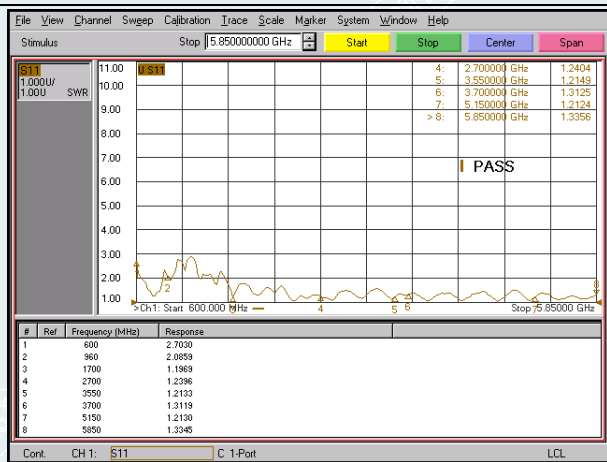 File View Channel Sweep Calibration Trace Scale Marker System Window Help
Stimulus Stop 5.850000000 GHz Start Stop Center Span
S11
1.000U/
1.00U SWR
11.00
10.00
9.00
8.00
7.00
6.00
5.00
4.00
3.00
2.00
1.00
U S11
4: 2.700000 GHz 1.2404
5: 3.550000 GHz 1.2149
6: 3.700000 GHz 1.3125
7: 5.150000 GHz 1.2124
> 8: 5.850000 GHz 1.3356
PASS
2
8
3 4 5 6 7
>Ch1: Start 600.000 MHz Stop 5.85000 GHz
# Ref Frequency (MHz) Response
1 600 2.7030
2 960 2.0859
3 1700 1.1969
4 2700 1.2396
5 3550 1.2133
6 3700 1.3119
7 5150 1.2130
8 5850 1.3345
Cont. CH 1: S11 C 1-Port LCL